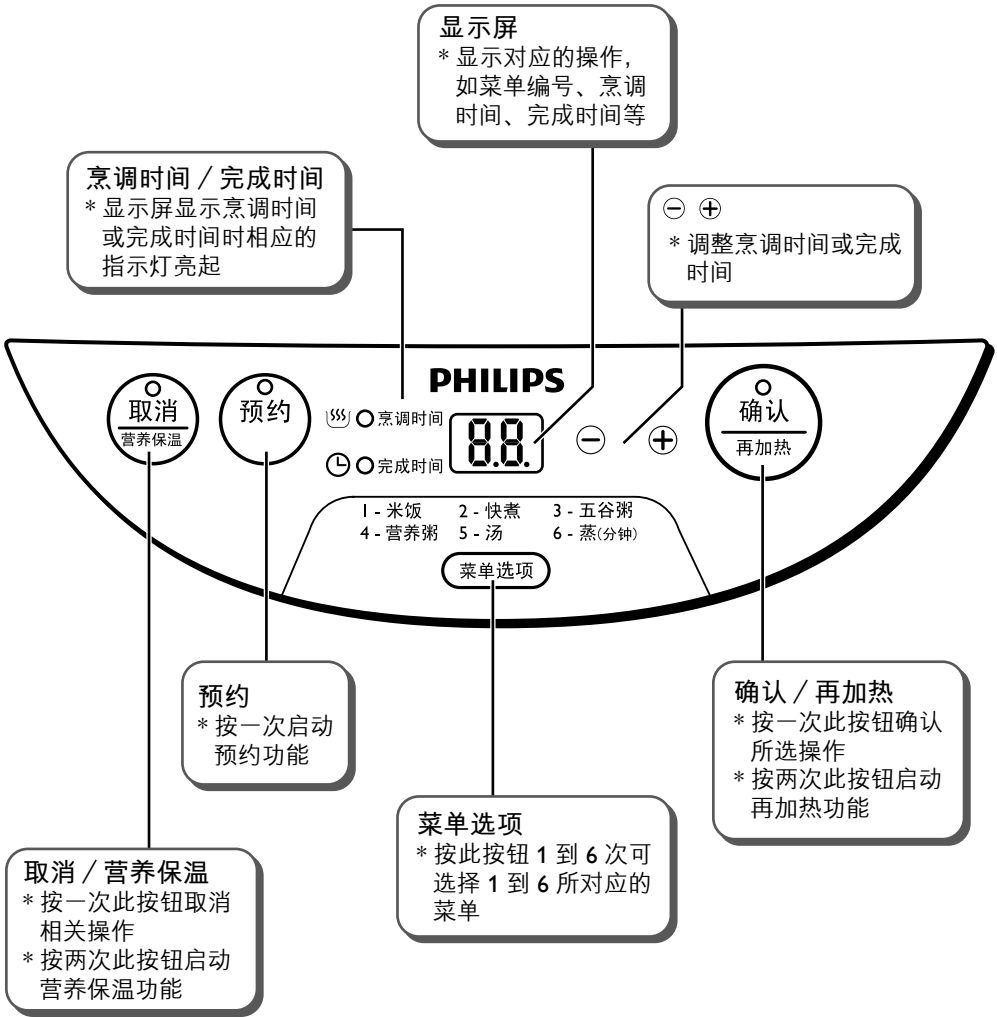 显示屏
* 显示对应的操作，
如菜单编号、烹调
时间、完成时间等
烹调时间 / 完成时间
* 显示屏显示烹调时间
或完成时间时相应的
指示灯亮起
⊖ ⊕
* 调整烹调时间或完成
时间
PHILIPS
取消
营养保温
预约
烹调时间
完成时间
8.8.
⊖ ⊕
确认
再加热
1 - 米饭 2 - 快煮 3 - 五谷粥
4 - 营养粥 5 - 汤 6 - 蒸(分钟)
菜单选项
预约
* 按一次启动
预约功能
确认 / 再加热
* 按一次此按钮确认
所选操作
* 按两次此按钮启动
再加热功能
菜单选项
* 按此按钮 1 到 6 次可
选择 1 到 6 所对应的
菜单
取消 / 营养保温
* 按一次此按钮取消
相关操作
* 按两次此按钮启动
营养保温功能